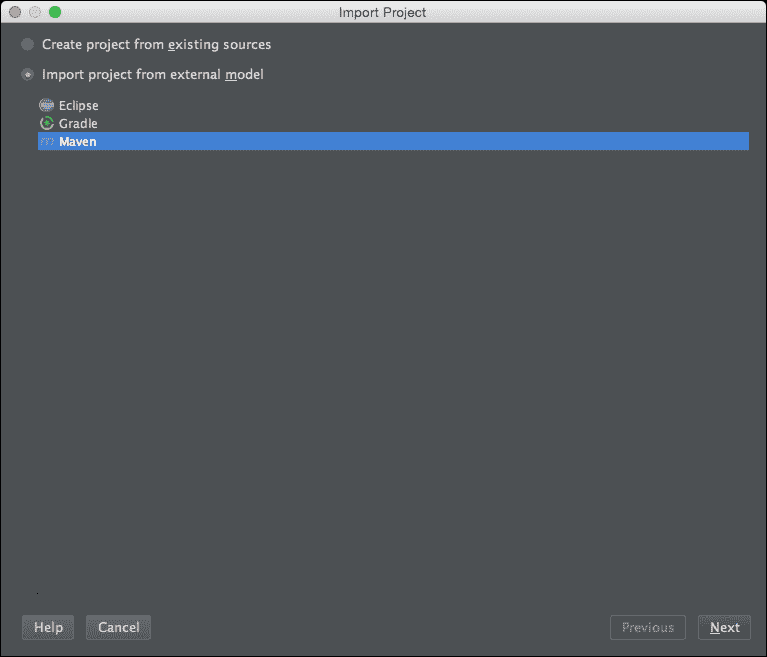 Import Project
Create project from existing sources
Import project from external model
Eclipse
Gradle
Maven
Help Cancel Previous Next